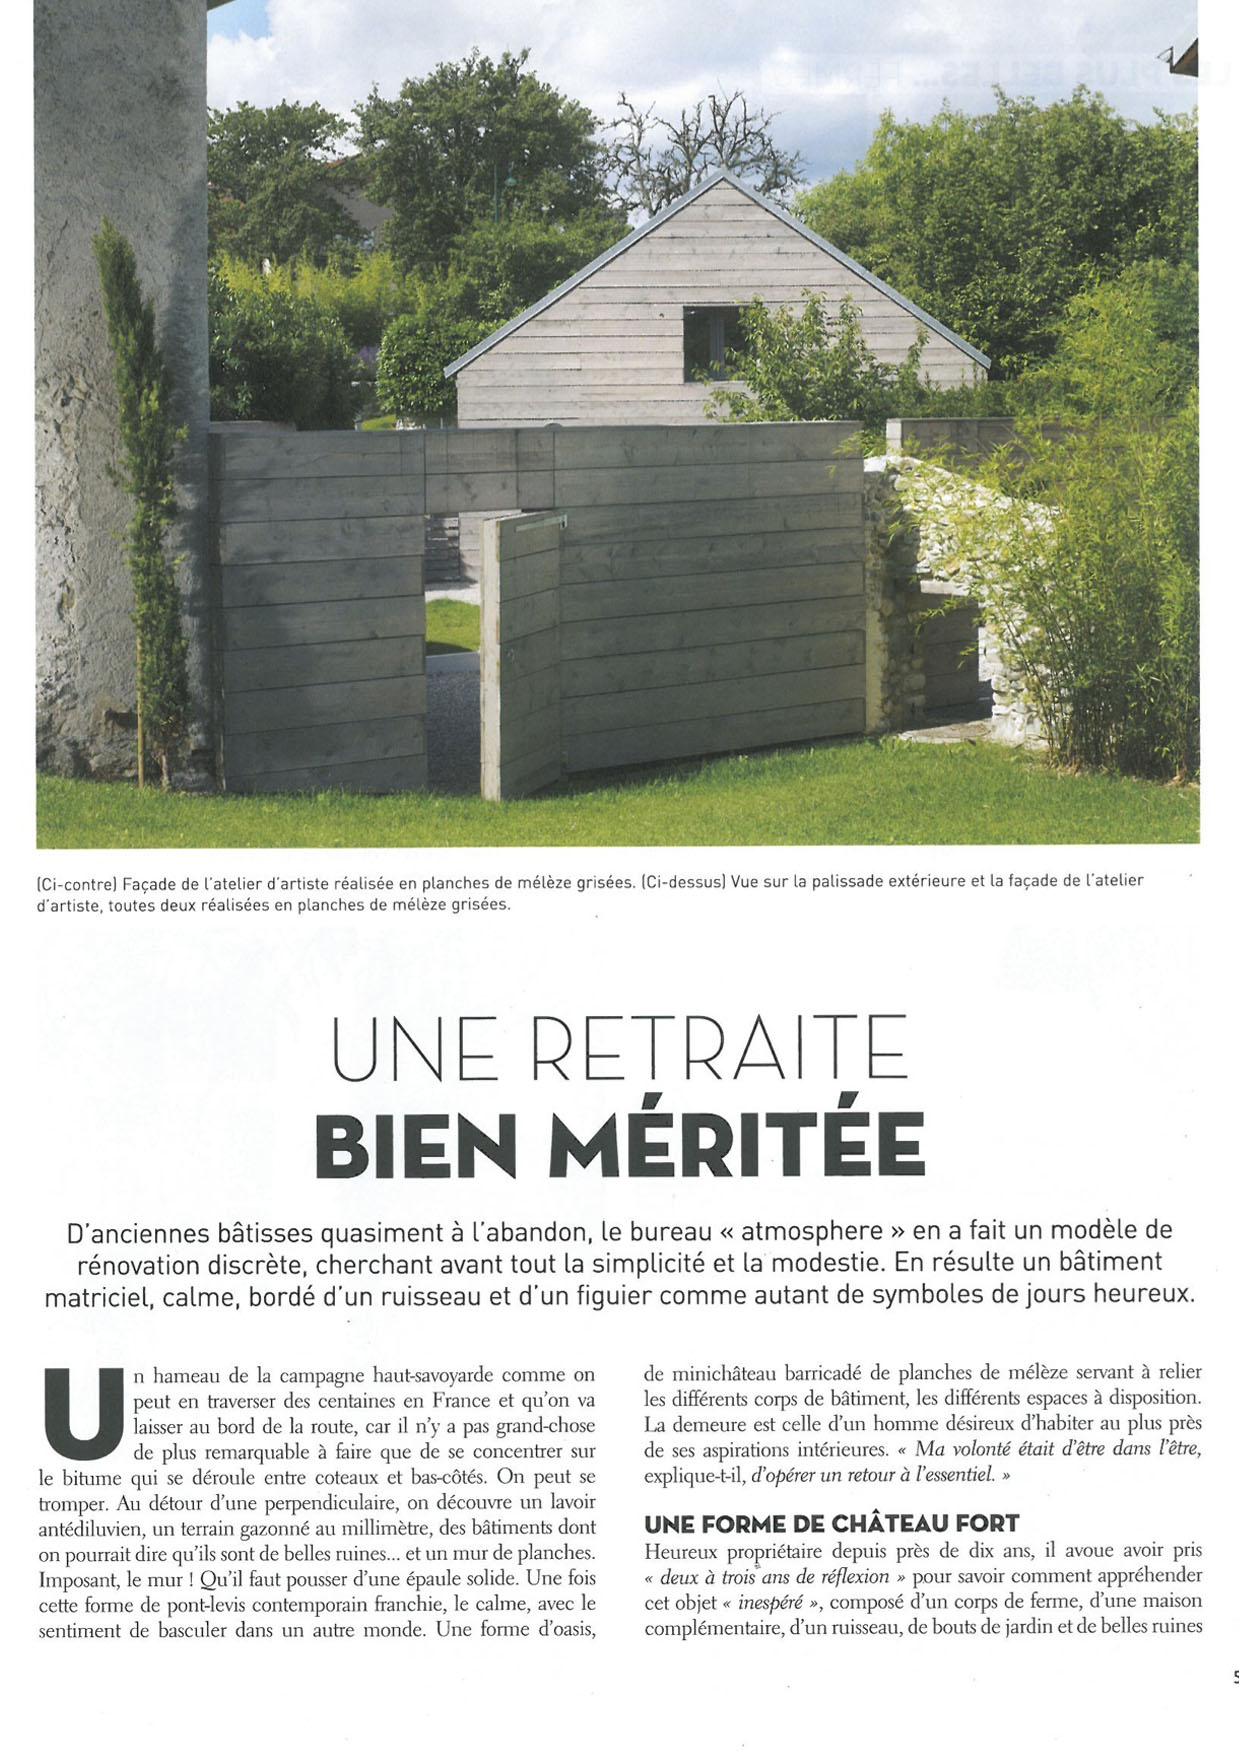 (Ci-contre) Façade de l'atelier d'artiste réalisée en planches de mélèze grisées. (Ci-dessus) Vue sur la palissade extérieure et la façade de l'atelier
d'artiste, toutes deux réalisées en planches de mélèze grisées.
UNE RETRAITE
BIEN MÉRITÉE
D'anciennes bâtisses quasiment à l'abandon, le bureau « atmosphere » en a fait un modèle de
rénovation discrète, cherchant avant tout la simplicité et la modestie. En résulte un bâtiment
matriciel, calme, bordé d'un ruisseau et d'un figuier comme autant de symboles de jours heureux.
Un hameau de la campagne haut-savoyarde comme on
peut en traverser des centaines en France et qu'on va
laisser au bord de la route, car il n'y a pas grand-chose
de plus remarquable à faire que de se concentrer sur
le bitume qui se déroule entre coteaux et bas-côtés. On peut se
tromper. Au détour d'une perpendiculaire, on découvre un lavoir
antédiluvien, un terrain gazonné au millimètre, des bâtiments dont
on pourrait dire qu'ils sont de belles ruines... et un mur de planches.
Imposant, le mur ! Qu'il faut pousser d'une épaule solide. Une fois
cette forme de pont-levis contemporain franchie, le calme, avec le
sentiment de basculer dans un autre monde. Une forme d'oasis,
de minichâteau barricadé de planches de mélèze servant à relier
les différents corps de bâtiment, les différents espaces à disposition.
La demeure est celle d'un homme désireux d'habiter au plus près
de ses aspirations intérieures. « Ma volonté était d'être dans l'être,
explique-t-il, d'opérer un retour à l'essentiel. »
UNE FORME DE CHÂTEAU FORT
Heureux propriétaire depuis près de dix ans, il avoue avoir pris
« deux à trois ans de réflexion » pour savoir comment appréhender
cet objet « inespéré », composé d'un corps de ferme, d'une maison
complémentaire, d'un ruisseau, de bouts de jardin et de belles ruines
5